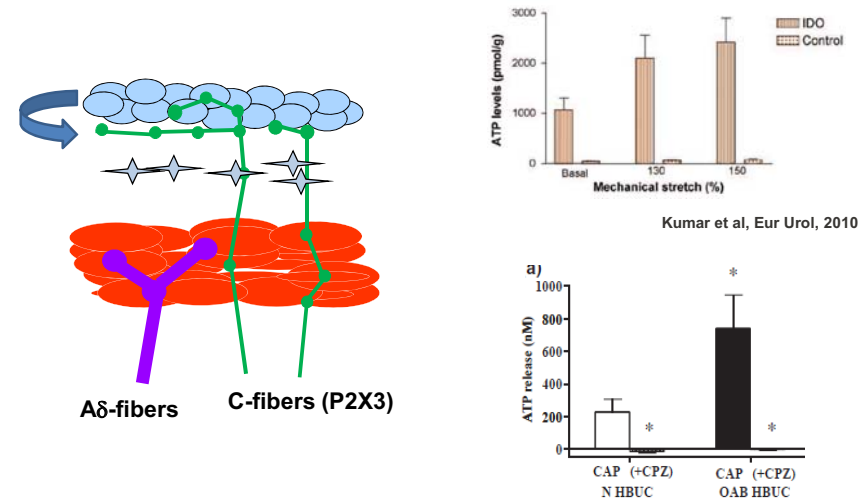 Aδ-fibers
C-fibers (P2X3)
ATP levels (pmol/g)
3000
2000
1000
0
IDO
Control
Basal
130
150
Mechanical stretch (%)
Kumar et al, Eur Urol, 2010
a)
ATP release (nM)
1000
800
600
400
200
0
*
*
*
CAP (+CPZ) CAP (+CPZ)
N HBUC OAB HBUC